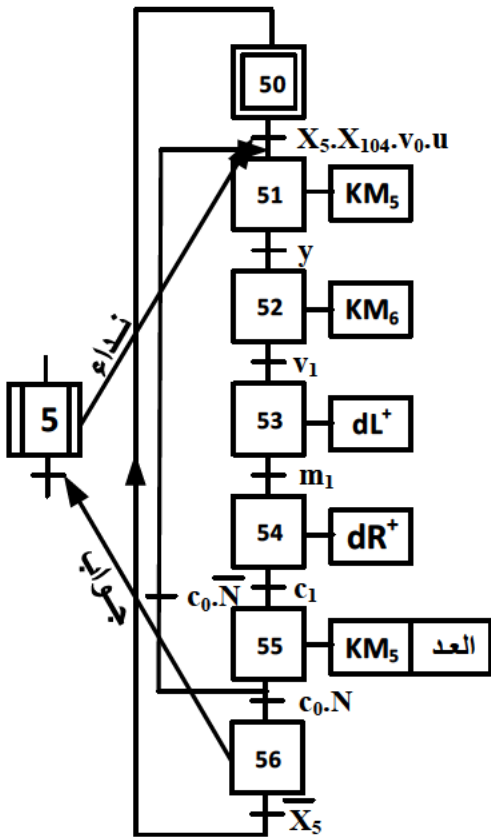 50
X₅.X₁₀₄.v₀.u
51 KM₅
y
52 KM₆
نداء
v₁
5
53 dL⁺
m₁
54 dR⁺
جواب
c₀.N̅
c₁
55 KM₅ العد
c₀.N
56
X̅₅